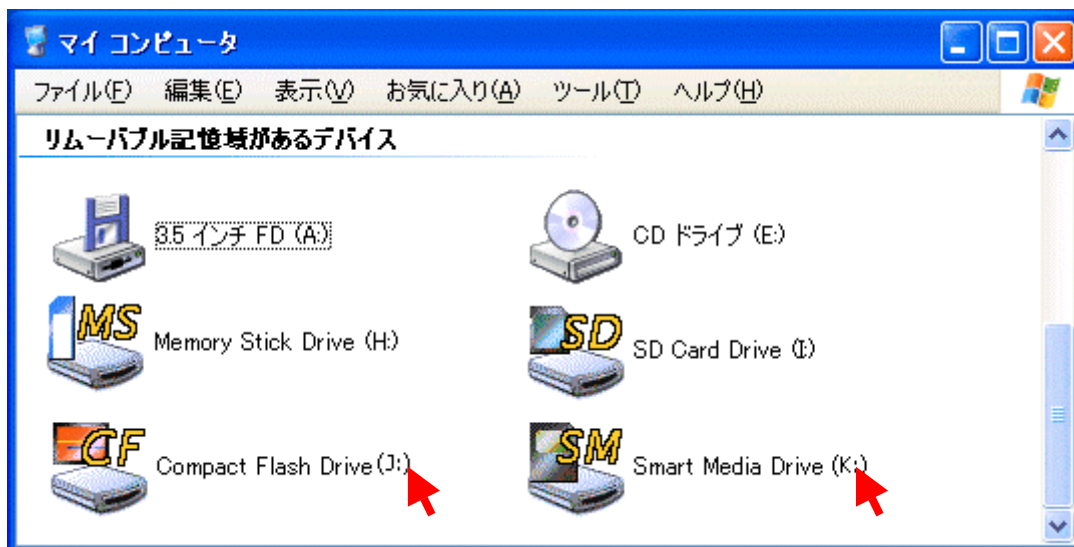 マイ コンピュータ
ファイル(F) 編集(E) 表示(V) お気に入り(A) ツール(T) ヘルプ(H)
リムーバブル記憶域があるデバイス
3.5 インチ FD (A:)
CD ドライブ (E:)
MS
Memory Stick Drive (H:)
SD
SD Card Drive (I:)
CF
Compact Flash Drive (J:)
SM
Smart Media Drive (K:)